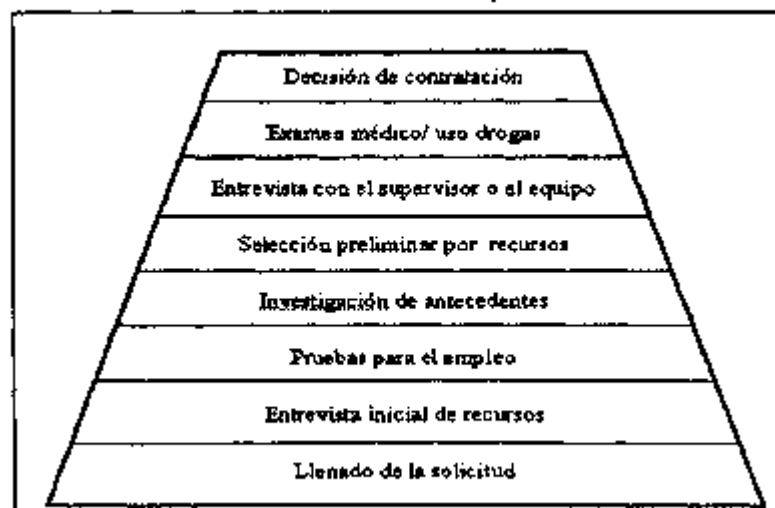 Decisión de contratación
Examen médico/ uso drogas
Entrevista con el supervisor o el equipo
Selección preliminar por recursos
Investigación de antecedentes
Pruebas para el empleo
Entrevista inicial de recursos
Llenado de la solicitud